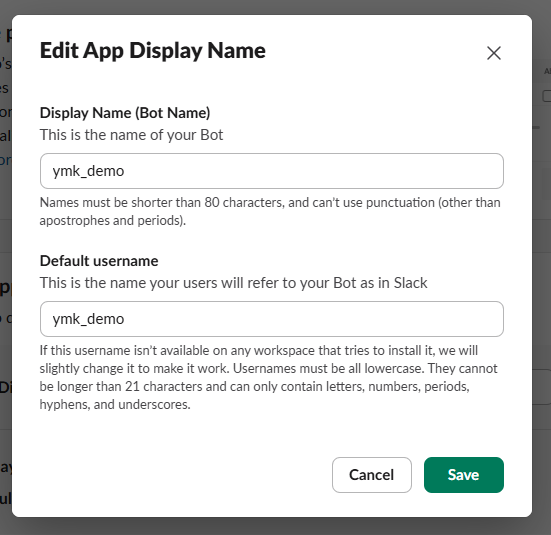 Edit App Display Name
Display Name (Bot Name)
This is the name of your Bot
ymk_demo
Names must be shorter than 80 characters, and can't use punctuation (other than
apostrophes and periods).
Default username
This is the name your users will refer to your Bot as in Slack
ymk_demo
If this username isn't available on any workspace that tries to install it, we will
slightly change it to make it work. Usernames must be all lowercase. They cannot
be longer than 21 characters and can only contain letters, numbers, periods,
hyphens, and underscores.
Cancel
Save